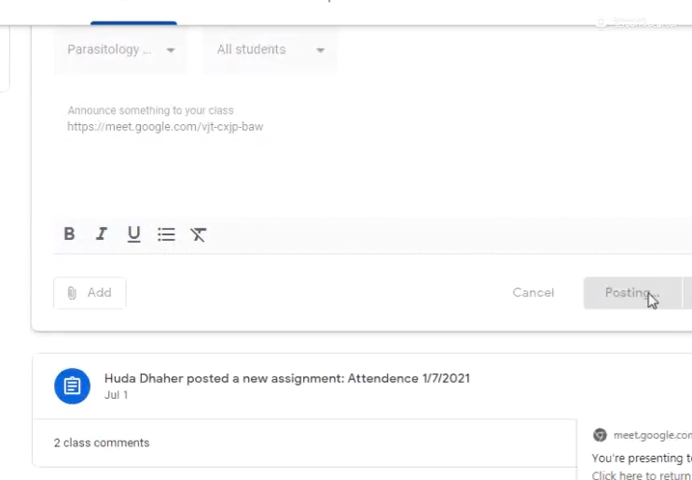 Parasitology ...
All students
Announce something to your class
https://meet.google.com/vjt-cxjp-baw
B I U
Add
Cancel
Posting...
Huda Dhaher posted a new assignment: Attendence 1/7/2021
Jul 1
2 class comments
meet.google.con
You're presenting to
Click here to return